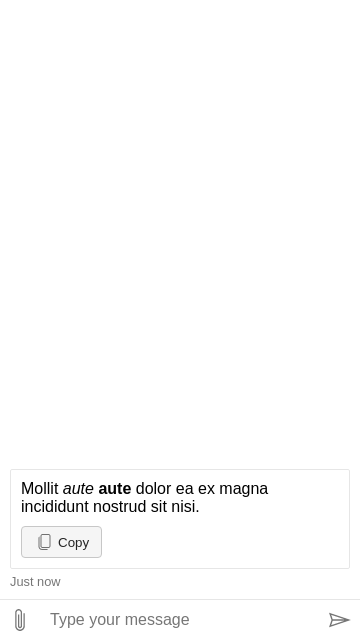 Mollit aute aute dolor ea ex magna
incididunt nostrud sit nisi.
Copy
Just now
Type your message